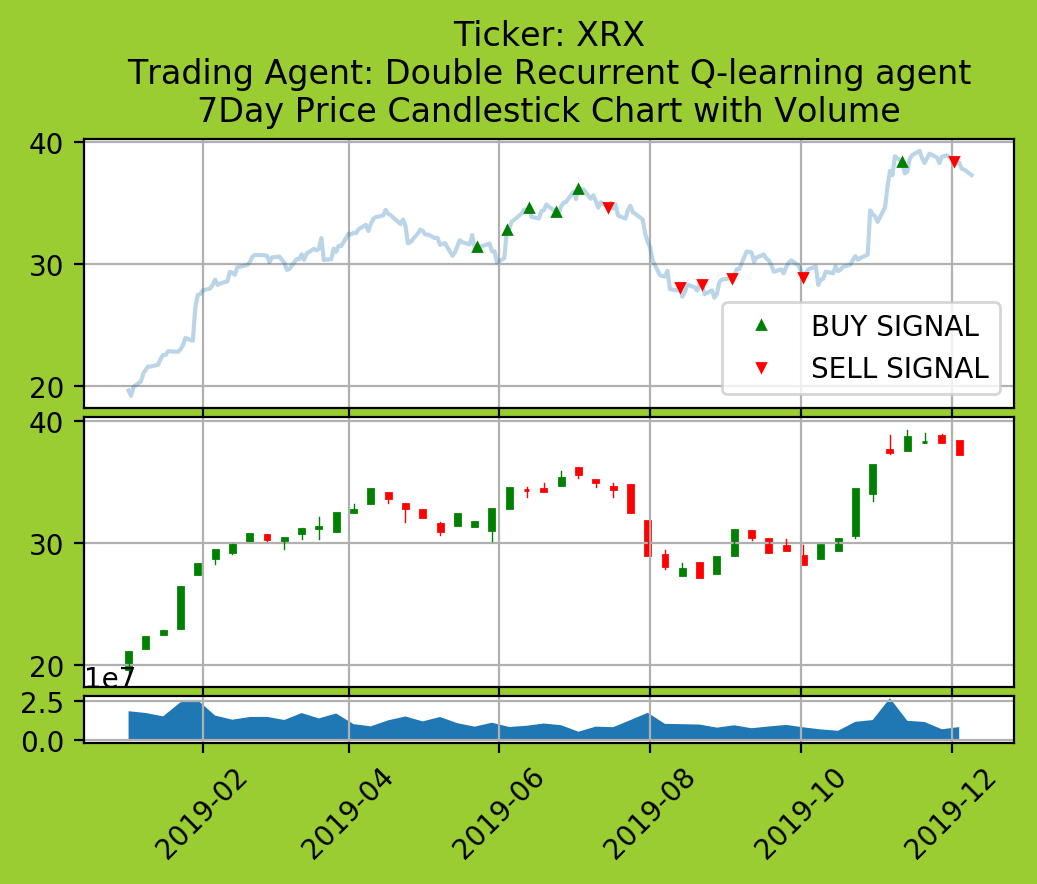 Ticker: XRX
Trading Agent: Double Recurrent Q-learning agent
7Day Price Candlestick Chart with Volume
40
30
20
BUY SIGNAL
SELL SIGNAL
40
30
20
1e7
2.5
0.0
2019-02
2019-04
2019-06
2019-08
2019-10
2019-12